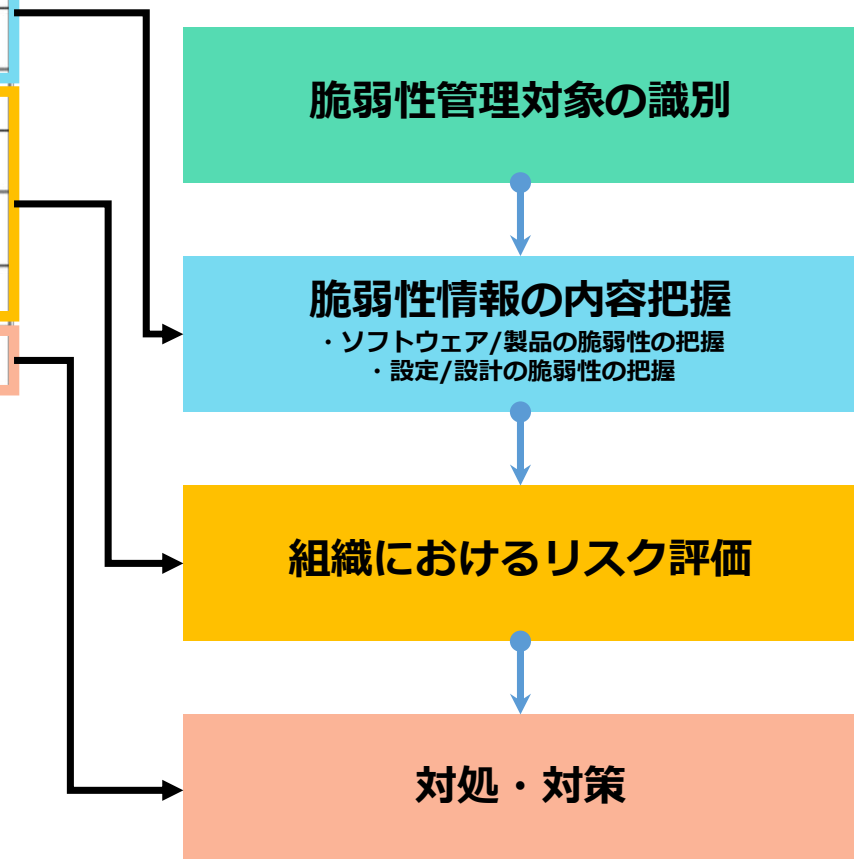 脆弱性管理対象の識別
脆弱性情報の内容把握
・ソフトウェア/製品の脆弱性の把握
・設定/設計の脆弱性の把握
組織におけるリスク評価
対処・対策